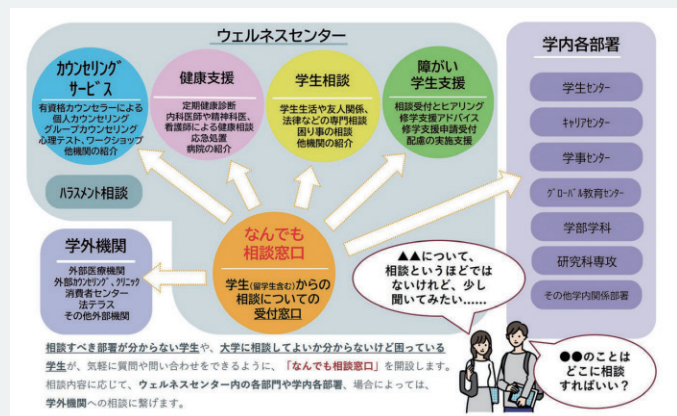 ウェルネスセンター
カウンセリング
サービス
有資格カウンセラーによる
個人カウンセリング
グループカウンセリング
心理テスト、ワークショップ
他機関の紹介
健康支援
定期健康診断
内科医師や精神科医、
看護師による健康相談
応急処置
病院の紹介
学生相談
学生生活や友人関係、
法律などの専門相談
困り事の相談
他機関の紹介
障がい
学生支援
相談受付とヒアリング
修学支援アドバイス
修学支援申請受付
配慮の実施支援
ハラスメント相談
学内各部署
学生センター
キャリアセンター
学事センター
グローバル教育センター
学部学科
研究科専攻
その他学内関係部署
学外機関
外部医療機関
外部カウンセリング、クリニック
消費者センター
法テラス
その他外部機関
なんでも
相談窓口
学生(留学生含む)からの
相談についての
受付窓口
▲▲について、
相談というほどでは
ないけれど、少し
聞いてみたい……
●●のことは
どこに相談
すればいい？
相談すべき部署が分からない学生や、大学に相談してよいか分からないけど困っている
学生が、気軽に質問や問い合わせをできるように、「なんでも相談窓口」を開設します。
相談内容に応じて、ウェルネスセンター内の各部門や学内各部署、場合によっては、
学外機関への相談に繋げます。